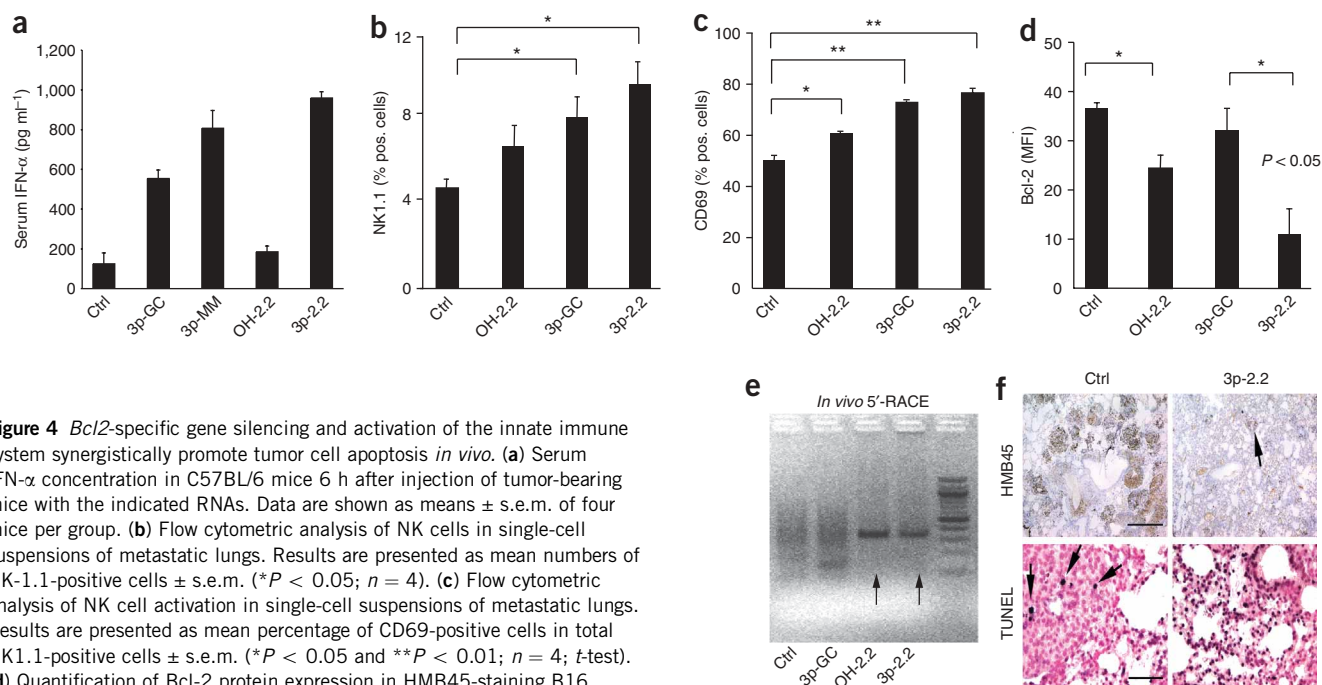 a
1,200
1,000
800
600
400
200
0
Serum IFN-α (pg ml⁻¹)
Ctrl
3p-GC
3p-MM
OH-2.2
3p-2.2
b
*
*
12
8
4
0
NK1.1 (% pos. cells)
Ctrl
OH-2.2
3p-GC
3p-2.2
c
**
**
*
100
80
60
40
20
0
CD69 (% pos. cells)
Ctrl
OH-2.2
3p-GC
3p-2.2
d
*
*
50
40
30
20
10
0
Bcl-2 (MFI)
P < 0.05
Ctrl
OH-2.2
3p-GC
3p-2.2
igure 4 Bcl2-specific gene silencing and activation of the innate immune
ystem synergistically promote tumor cell apoptosis in vivo. (a) Serum
FN-α concentration in C57BL/6 mice 6 h after injection of tumor-bearing
nice with the indicated RNAs. Data are shown as means ± s.e.m. of four
nice per group. (b) Flow cytometric analysis of NK cells in single-cell
uspensions of metastatic lungs. Results are presented as mean numbers of
K-1.1-positive cells ± s.e.m. (*P < 0.05; n = 4). (c) Flow cytometric
nalysis of NK cell activation in single-cell suspensions of metastatic lungs.
esults are presented as mean percentage of CD69-positive cells in total
K1.1-positive cells ± s.e.m. (*P < 0.05 and **P < 0.01; n = 4; t-test).
d) Quantification of Bcl-2 protein expression in HMB45-staining B16
e
In vivo 5′-RACE
Ctrl
3p-GC
OH-2.2
3p-2.2
f
Ctrl
3p-2.2
HMB45
TUNEL